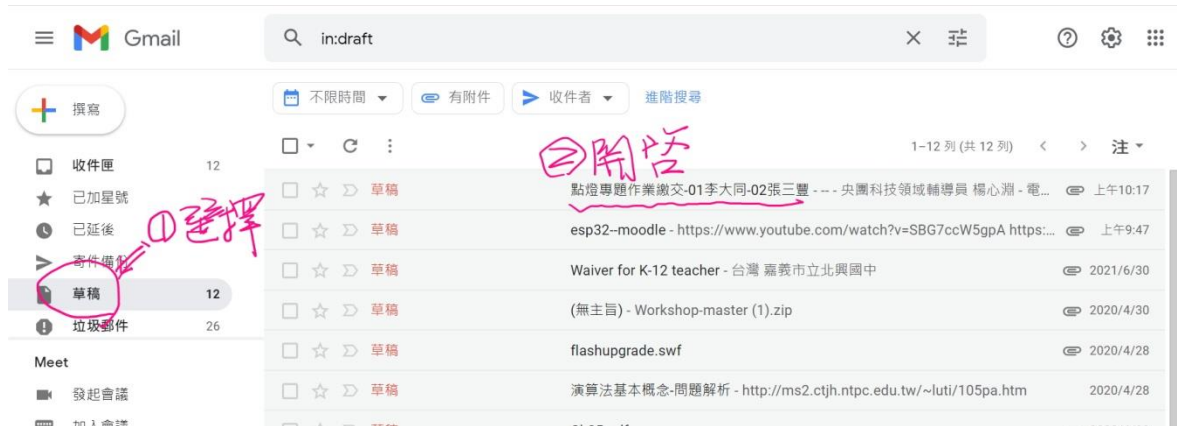 Gmail
in:draft
撰寫
不限時間
有附件
收件者
進階搜尋
②開啓
1–12 列 (共 12 列)
注
收件匣 12
已加星號
已延後
①選擇
寄件備份
草稿 12
垃圾郵件 26
Meet
發起會議
加入會議
草稿 點燈專題作業繳交-01李大同-02張三豐 - -- - 央團科技領域輔導員 楊心淵 - 電... 上午10:17
草稿 esp32--moodle - https://www.youtube.com/watch?v=SBG7ccW5gpA https:... 上午9:47
草稿 Waiver for K-12 teacher - 台灣 嘉義市立北興國中 2021/6/30
草稿 (無主旨) - Workshop-master (1).zip 2020/4/30
草稿 flashupgrade.swf 2020/4/28
草稿 演算法基本概念-問題解析 - http://ms2.ctjh.ntpc.edu.tw/~luti/105pa.htm 2020/4/28